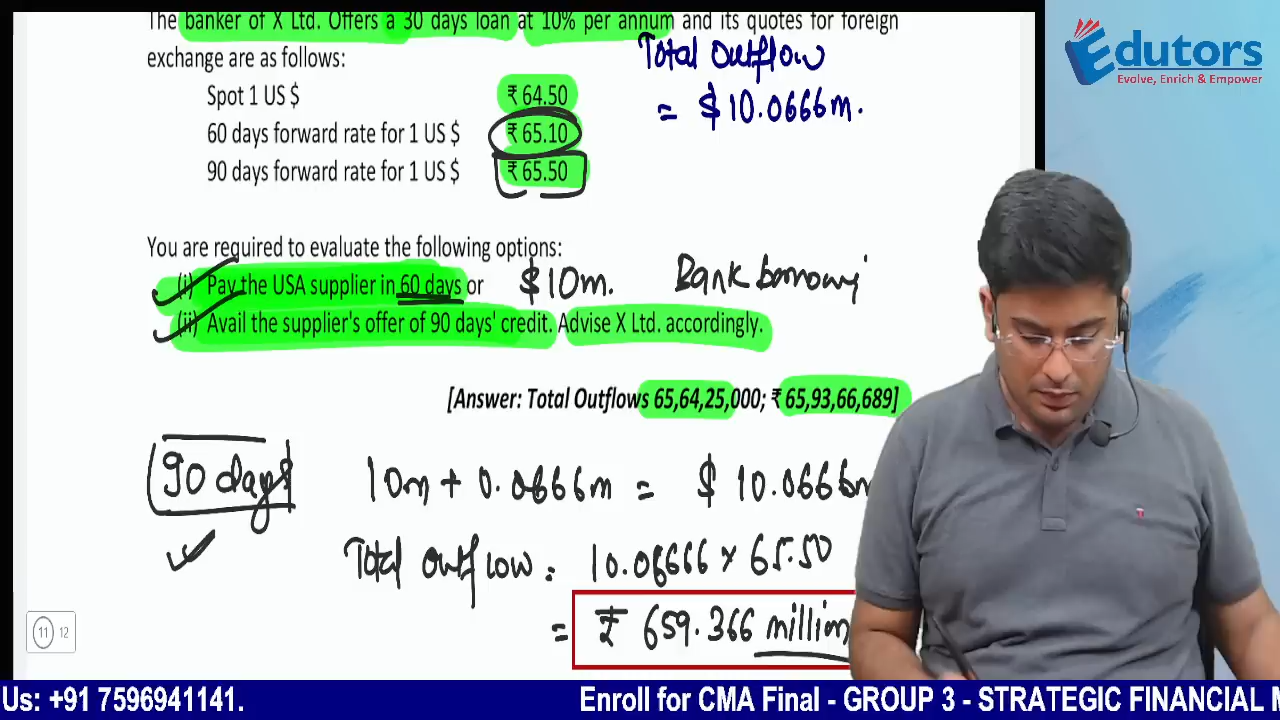 The banker of X Ltd. Offers a 30 days loan at 10% per annum and its quotes for foreign
exchange are as follows:
Total Outflow
= $ 10.0666m.
Spot 1 US $ ₹ 64.50
60 days forward rate for 1 US $ ₹ 65.10
90 days forward rate for 1 US $ ₹ 65.50
Edutors
Evolve, Enrich & Empower
You are required to evaluate the following options:
(i) Pay the USA supplier in 60 days or $10m. Bank borrowing
(ii) Avail the supplier's offer of 90 days' credit. Advise X Ltd. accordingly.
[Answer: Total Outflows 65,64,25,000; ₹ 65,93,66,689]
90 days 10m + 0.0666m = $ 10.0666m
Total outflow = 10.06666 × 65.50
= ₹ 659.366 million
11 12
Us: +91 7596941141. Enroll for CMA Final - GROUP 3 - STRATEGIC FINANCIAL